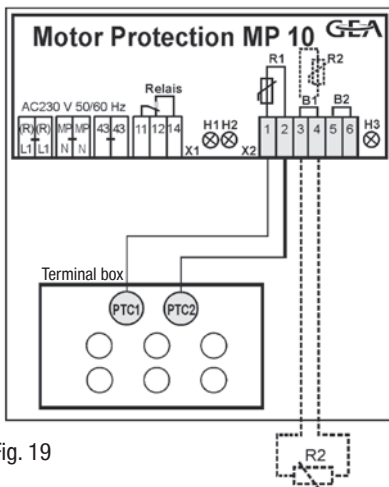 Motor Protection MP 10 GEA
R1 R2
Relais
AC230 V 50/60 Hz B1 B2
(R) (R) MP MP 43 43 11 12 14 H1 H2 1 2 3 4 5 6 H3
L1 L1 N N X1 X2
Terminal box
PTC1 PTC2
Fig. 19
R2